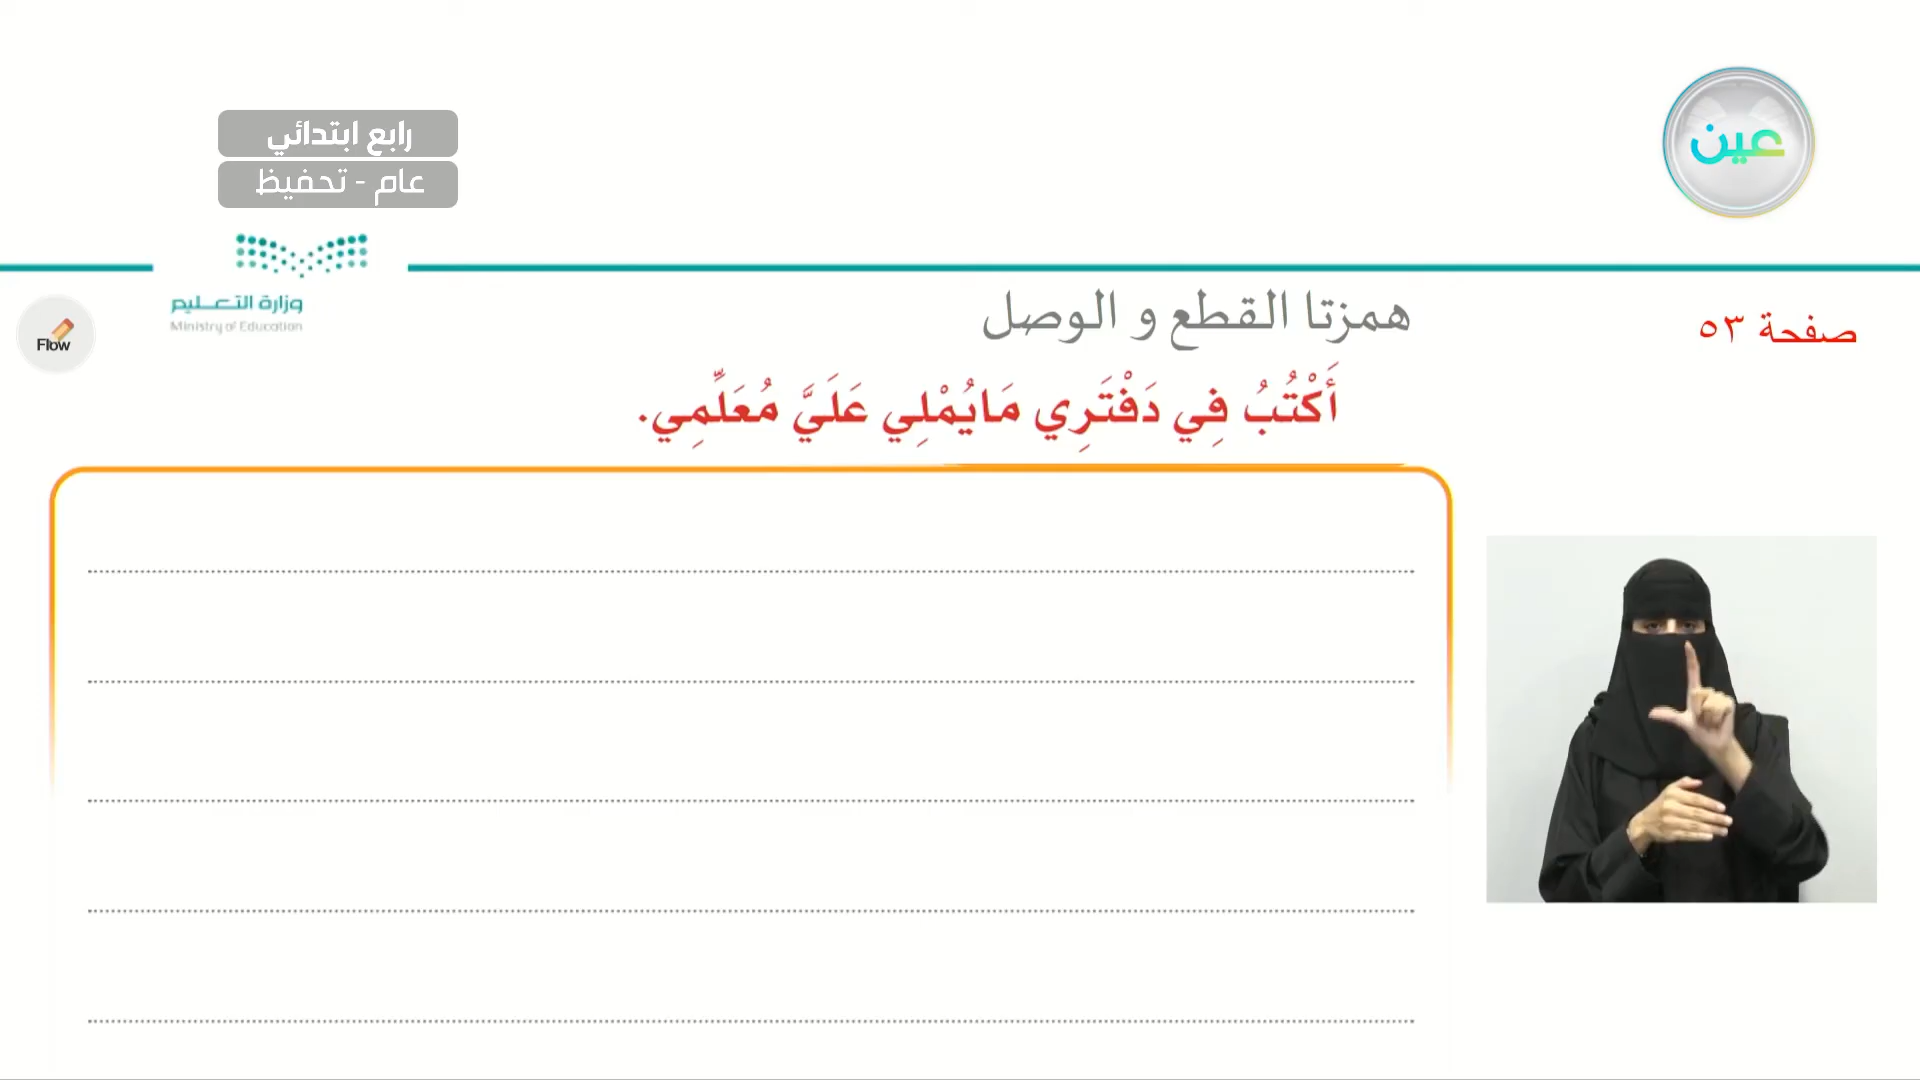 عين
رابع ابتدائي
عام - تحفيظ
وزارة التعليم
Ministry of Education
Flow
صفحة ٥٣
همزتا القطع و الوصل
أَكْتُبُ فِي دَفْتَرِي مَايُمْلِي عَلَيَّ مُعَلِّمِي.